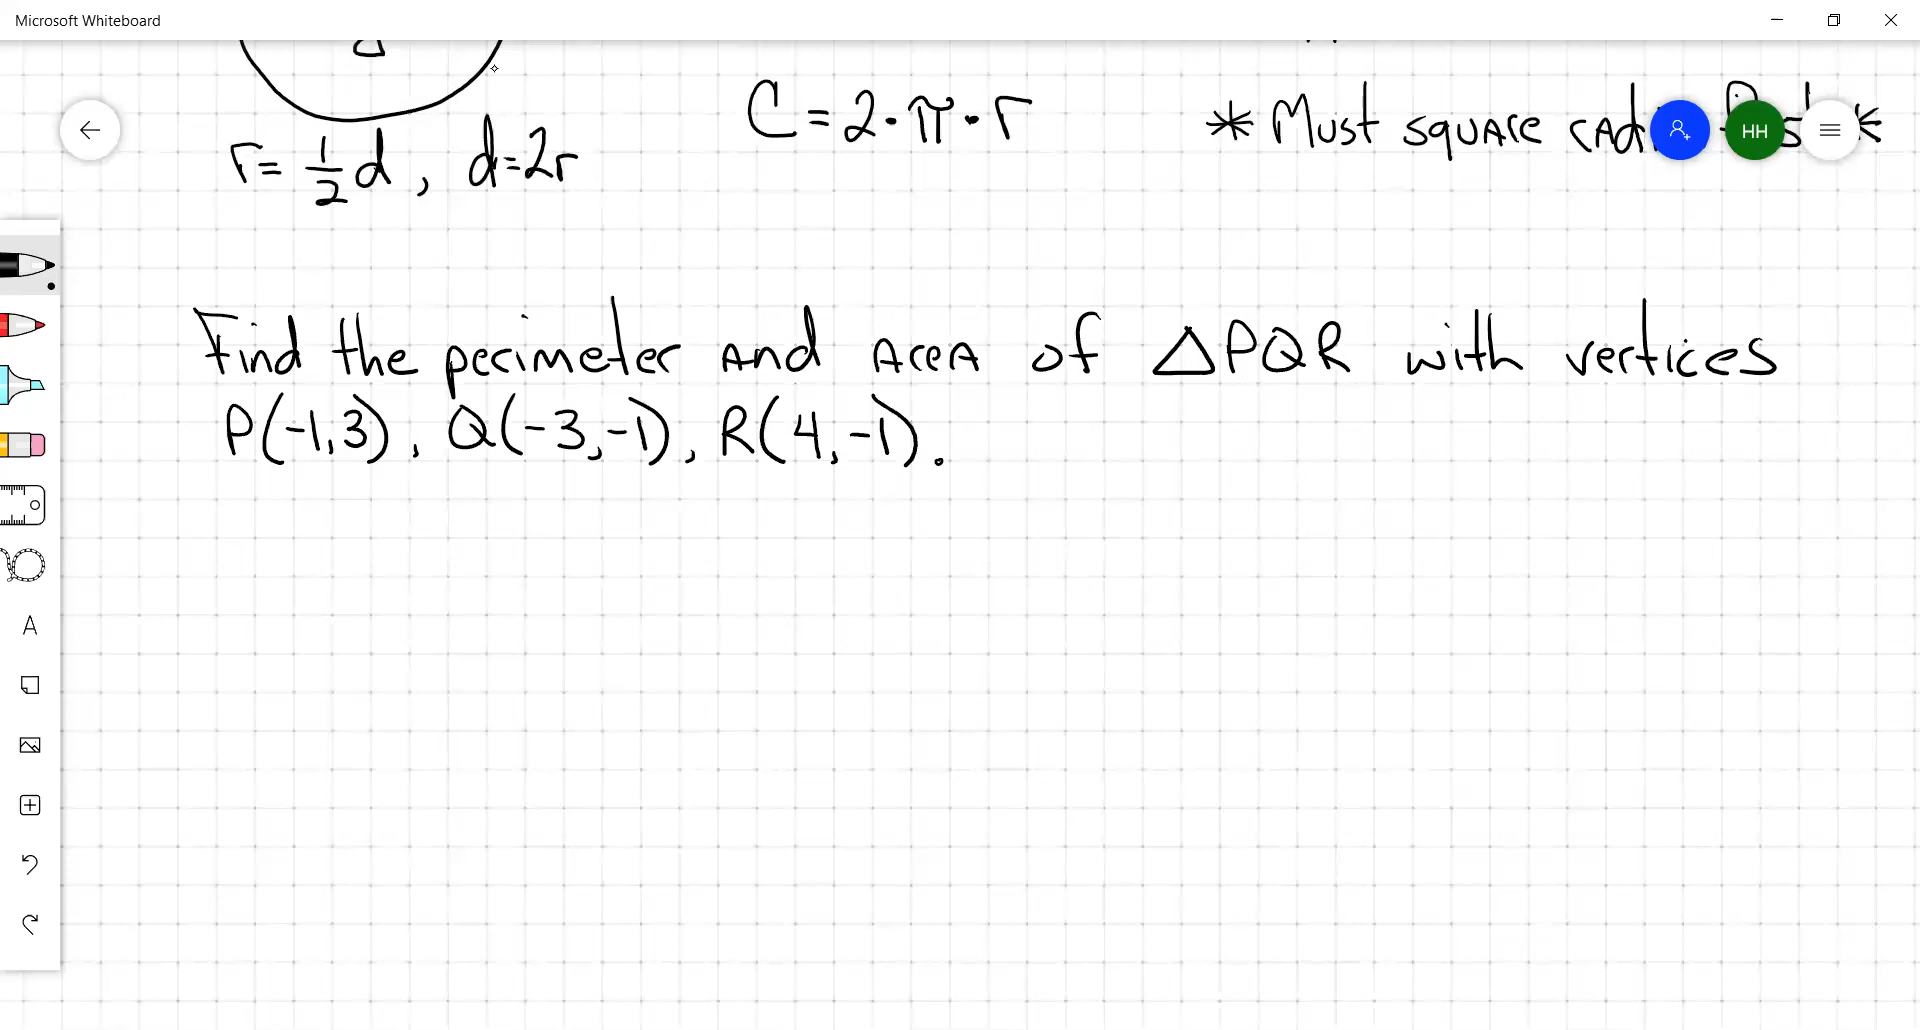 Microsoft Whiteboard
C = 2 · π · r
* Must square
*
HH
r = 1/2 d, d = 2r
Find the perimeter and area of △PQR with vertices
P(-1,3), Q(-3,-1), R(4,-1).
A